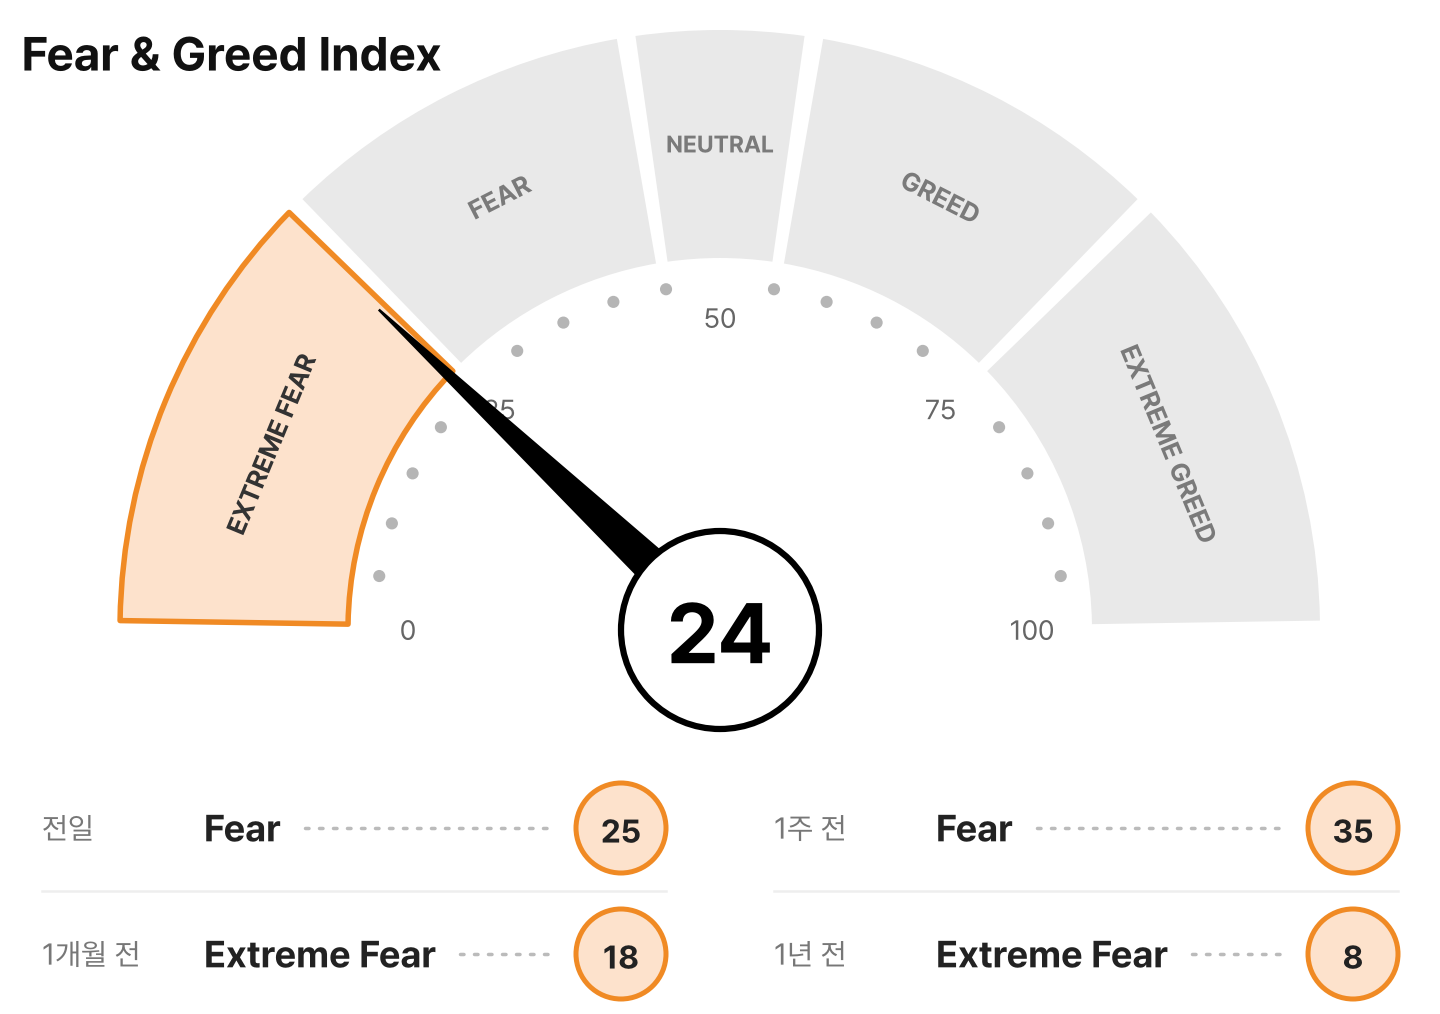 Fear & Greed Index
EXTREME FEAR
FEAR
NEUTRAL
GREED
EXTREME GREED
0
50
75
100
24
전일 Fear 25
1주 전 Fear 35
1개월 전 Extreme Fear 18
1년 전 Extreme Fear 8